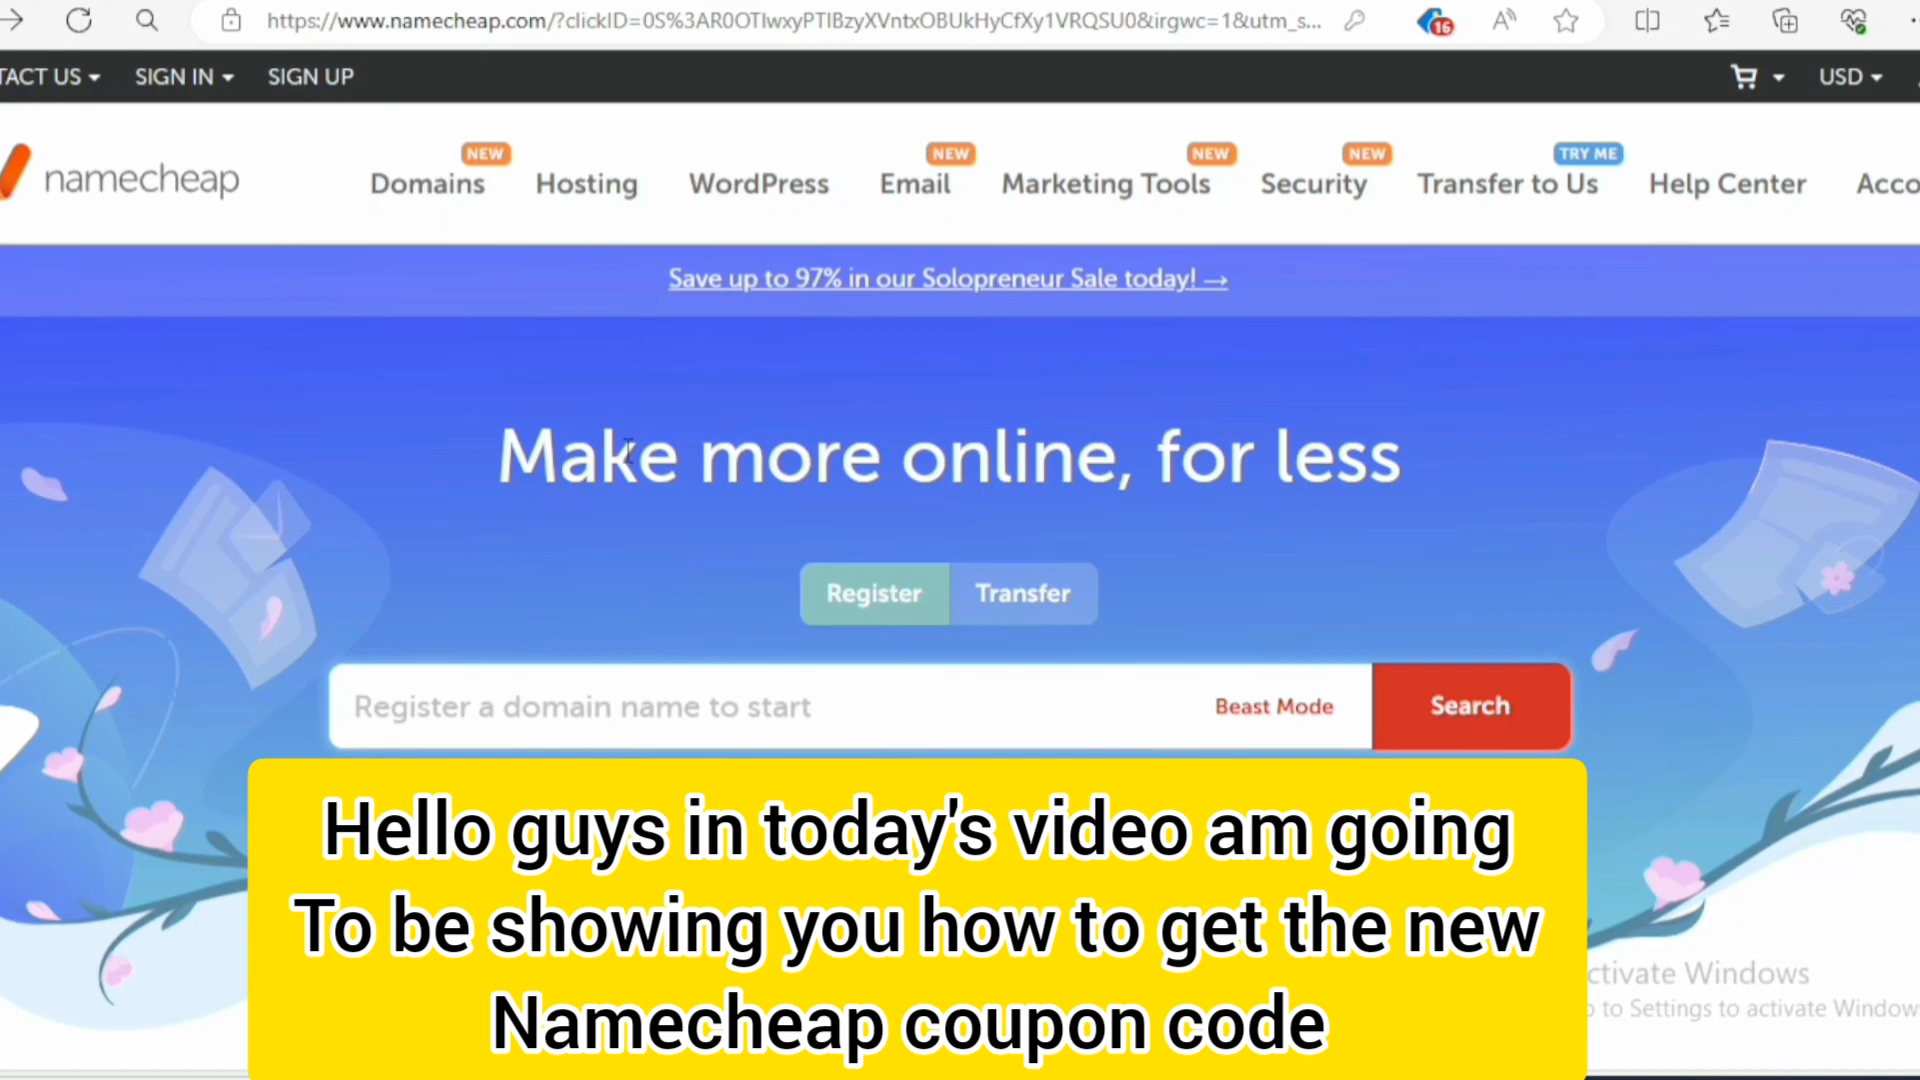 https://www.namecheap.com/?clickID=0S%3AR0OTIwxyPTIBzyXVntxOBUkHyCfXy1VRQSU0&irgwc=1&utm_s...
16
TACT US SIGN IN SIGN UP USD
namecheap
NEW NEW NEW NEW TRY ME
Domains Hosting WordPress Email Marketing Tools Security Transfer to Us Help Center Acco
Save up to 97% in our Solopreneur Sale today! →
Make more online, for less
Register Transfer
Register a domain name to start Beast Mode Search
Hello guys in today's video am going
To be showing you how to get the new
Namecheap coupon code
ctivate Windows
o to Settings to activate Window